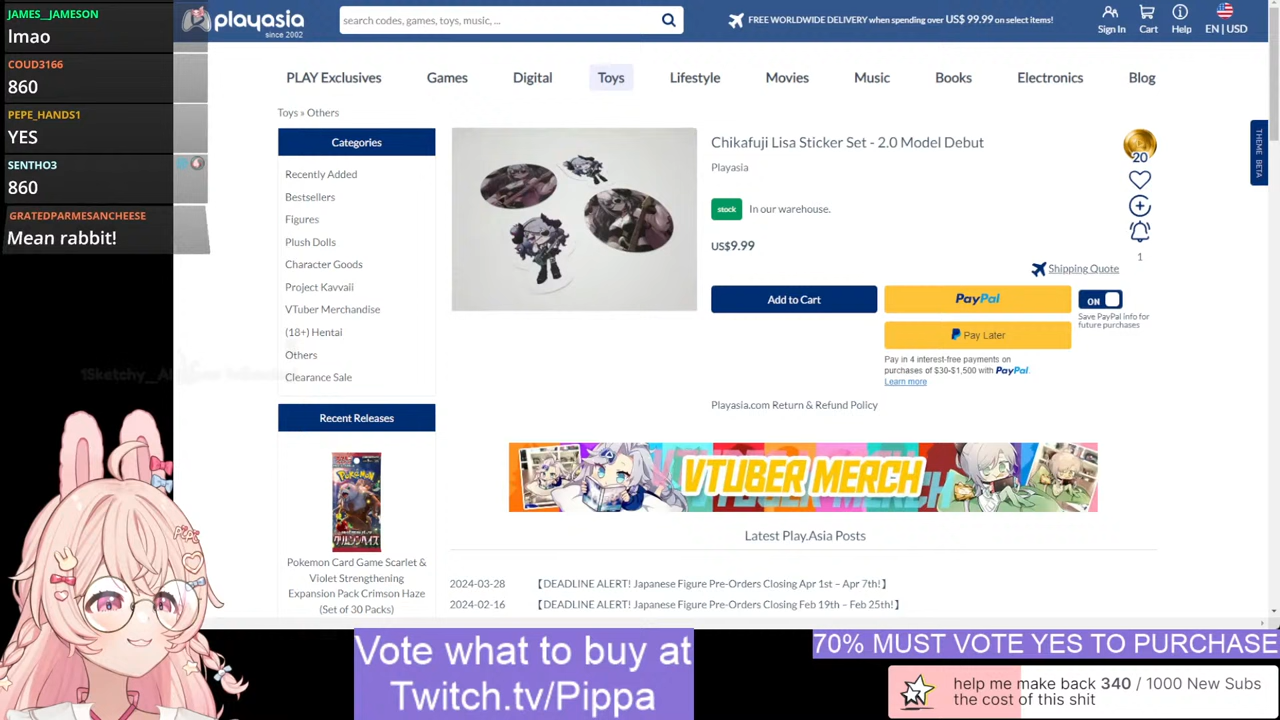 JAMES__JAMESON
lmao
COUD3166
860
PEPE_HANDS1
YES
SENTHO3
860
GRATEDPARMESANCHEESE
Mean rabbit!
playasia
since 2002
search codes, games, toys, music, ...
FREE WORLDWIDE DELIVERY when spending over US$ 99.99 on select items!
Sign In
Cart
Help
EN | USD
PLAY Exclusives
Games
Digital
Toys
Lifestyle
Movies
Music
Books
Electronics
Blog
Toys » Others
Categories
Recently Added
Bestsellers
Figures
Plush Dolls
Character Goods
Project Kavvaii
VTuber Merchandise
(18+) Hentai
Others
Clearance Sale
Recent Releases
Pokemon Card Game Scarlet &
Violet Strengthening
Expansion Pack Crimson Haze
(Set of 30 Packs)
Chikafuji Lisa Sticker Set - 2.0 Model Debut
Playasia
stock
In our warehouse.
US$9.99
20
1
THEME BETA
Shipping Quote
Add to Cart
PayPal
ON
Save PayPal info for
future purchases
Pay Later
Pay in 4 interest-free payments on
purchases of $30-$1,500 with PayPal.
Learn more
Playasia.com Return & Refund Policy
VTUBER MERCH
Latest Play.Asia Posts
2024-03-28 【DEADLINE ALERT! Japanese Figure Pre-Orders Closing Apr 1st – Apr 7th!】
2024-02-16 【DEADLINE ALERT! Japanese Figure Pre-Orders Closing Feb 19th – Feb 25th!】
Vote what to buy at
Twitch.tv/Pippa
70% MUST VOTE YES TO PURCHASE
help me make back 340 / 1000 New Subs
the cost of this shit